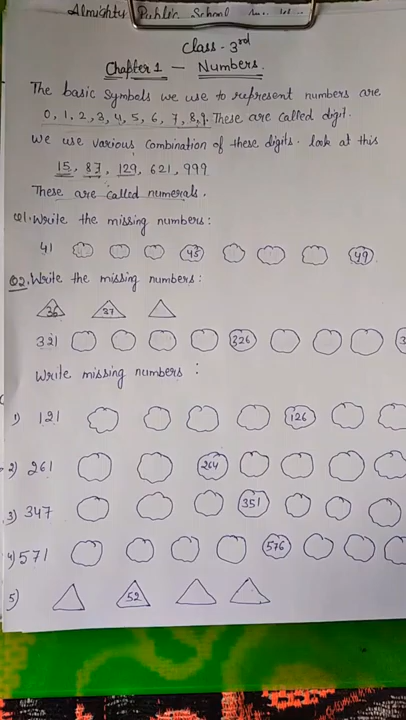 Almighty Public School
Class - 3rd
Chapter 1 - Numbers.
The basic symbols we use to represent numbers are
0, 1, 2, 3, 4, 5, 6, 7, 8, 9. These are called digit.
We use various combination of these digits. look at this
15, 87, 129, 621, 999
These are called numerals.
Q1. Write the missing numbers:
41 45 49
Q2. Write the missing numbers:
36 37
321 326
Write missing numbers :
1) 121 126
2) 261 264
3) 347 351
4) 571 576
5) 52